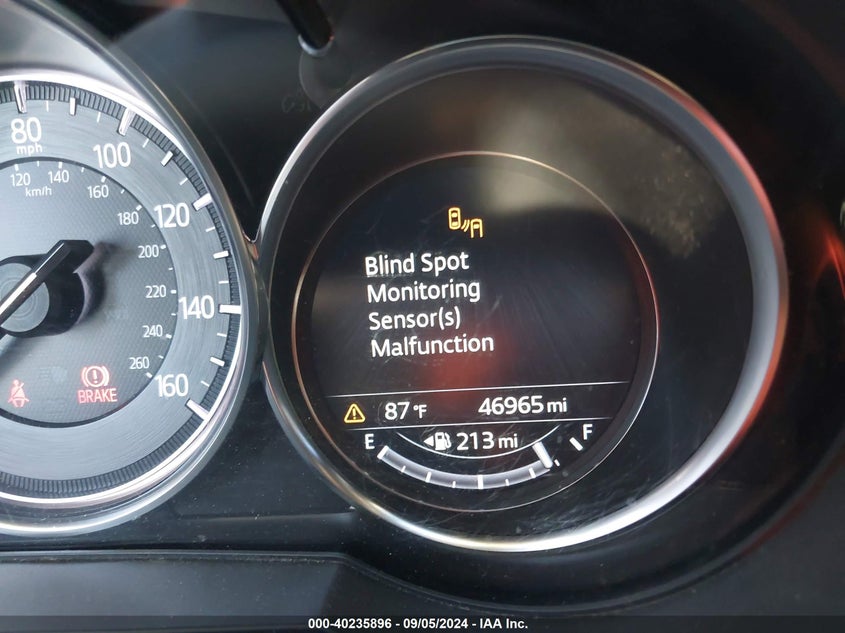 80
mph
100
120
140
160
120
140
km/h
160
180
200
220
240
260
BRAKE
Blind Spot
Monitoring
Sensor(s)
Malfunction
87 °F 46965 mi
E 213 mi F
000-40235896 - 09/05/2024 - IAA Inc.